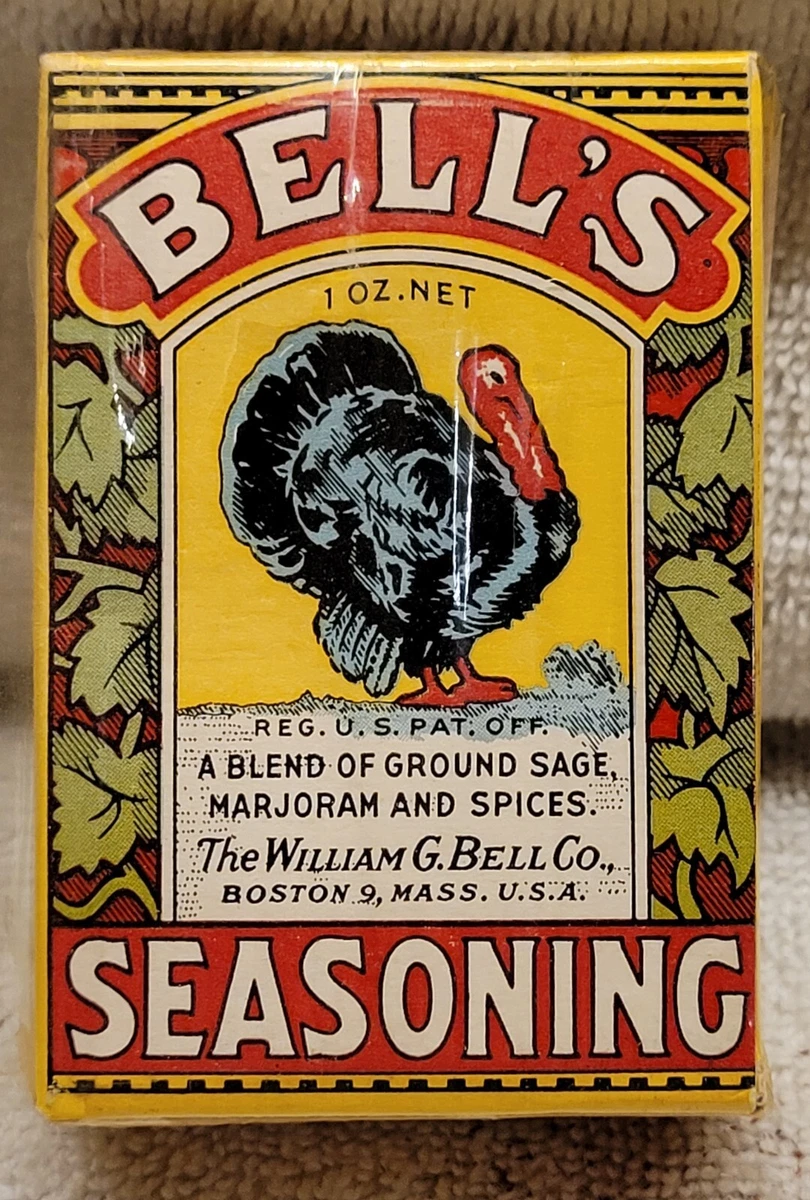 BELL'S
1 OZ. NET
REG. U. S. PAT. OFF.
A BLEND OF GROUND SAGE,
MARJORAM AND SPICES.
The WILLIAM G. BELL CO.,
BOSTON 9, MASS. U.S.A.
SEASONING